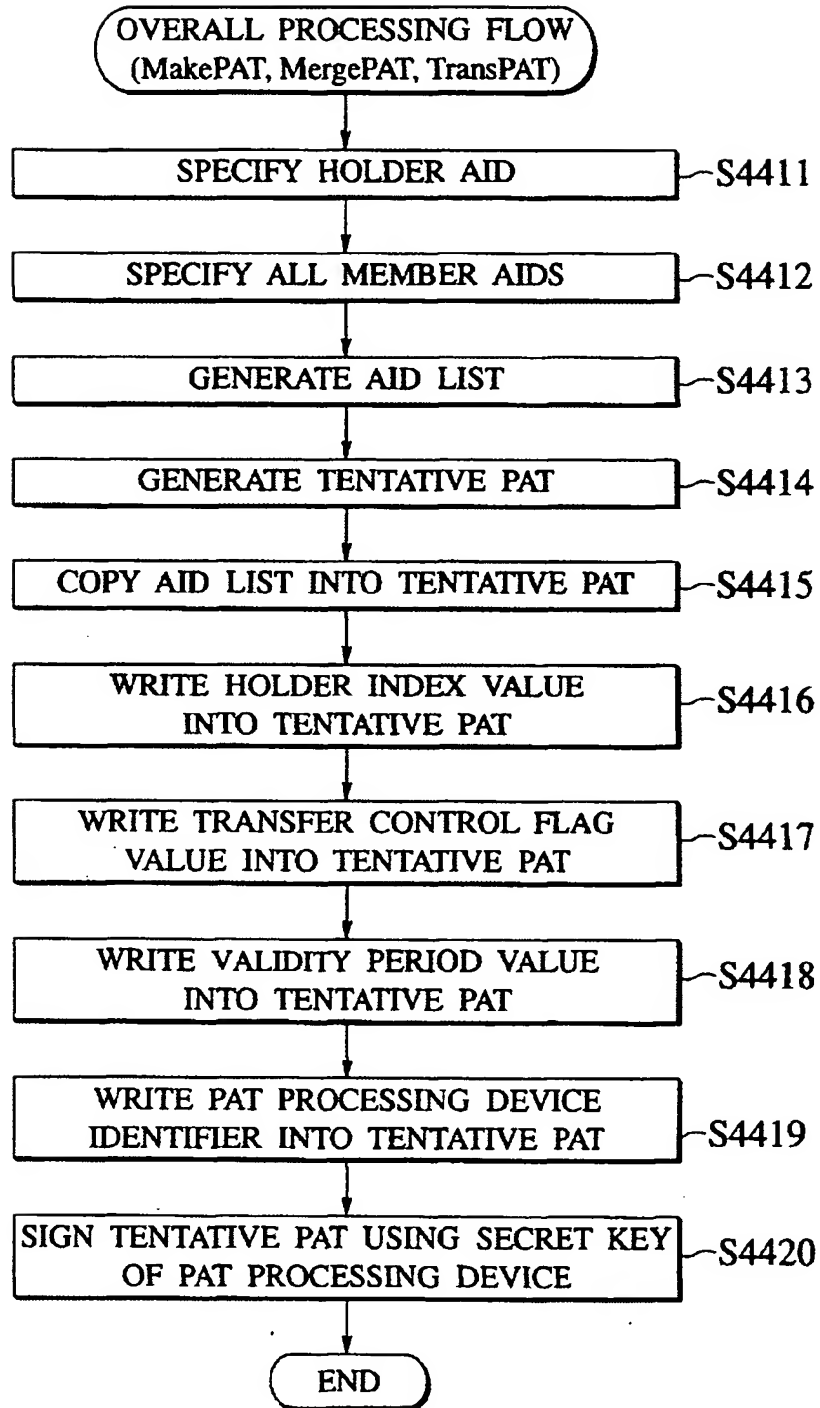 OVERALL PROCESSING FLOW
(MakePAT, MergePAT, TransPAT)
SPECIFY HOLDER AID
S4411
SPECIFY ALL MEMBER AIDS
S4412
GENERATE AID LIST
S4413
GENERATE TENTATIVE PAT
S4414
COPY AID LIST INTO TENTATIVE PAT
S4415
WRITE HOLDER INDEX VALUE
INTO TENTATIVE PAT
S4416
WRITE TRANSFER CONTROL FLAG
VALUE INTO TENTATIVE PAT
S4417
WRITE VALIDITY PERIOD VALUE
INTO TENTATIVE PAT
S4418
WRITE PAT PROCESSING DEVICE
IDENTIFIER INTO TENTATIVE PAT
S4419
SIGN TENTATIVE PAT USING SECRET KEY
OF PAT PROCESSING DEVICE
S4420
END